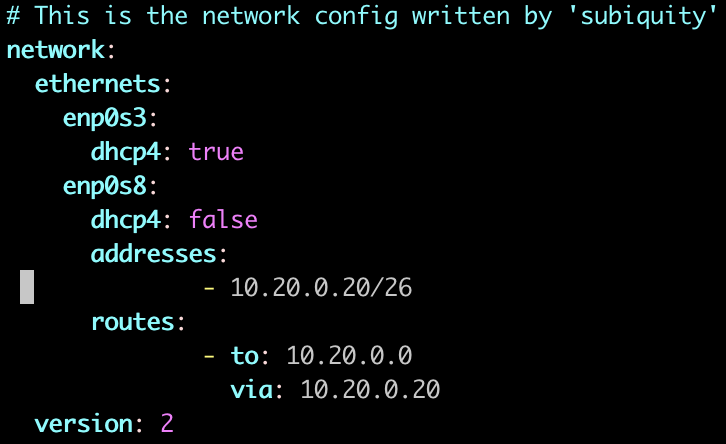 # This is the network config written by 'subiquity'
network:
  ethernets:
    enp0s3:
      dhcp4: true
    enp0s8:
      dhcp4: false
      addresses:
              - 10.20.0.20/26
      routes:
              - to: 10.20.0.0
                via: 10.20.0.20
  version: 2